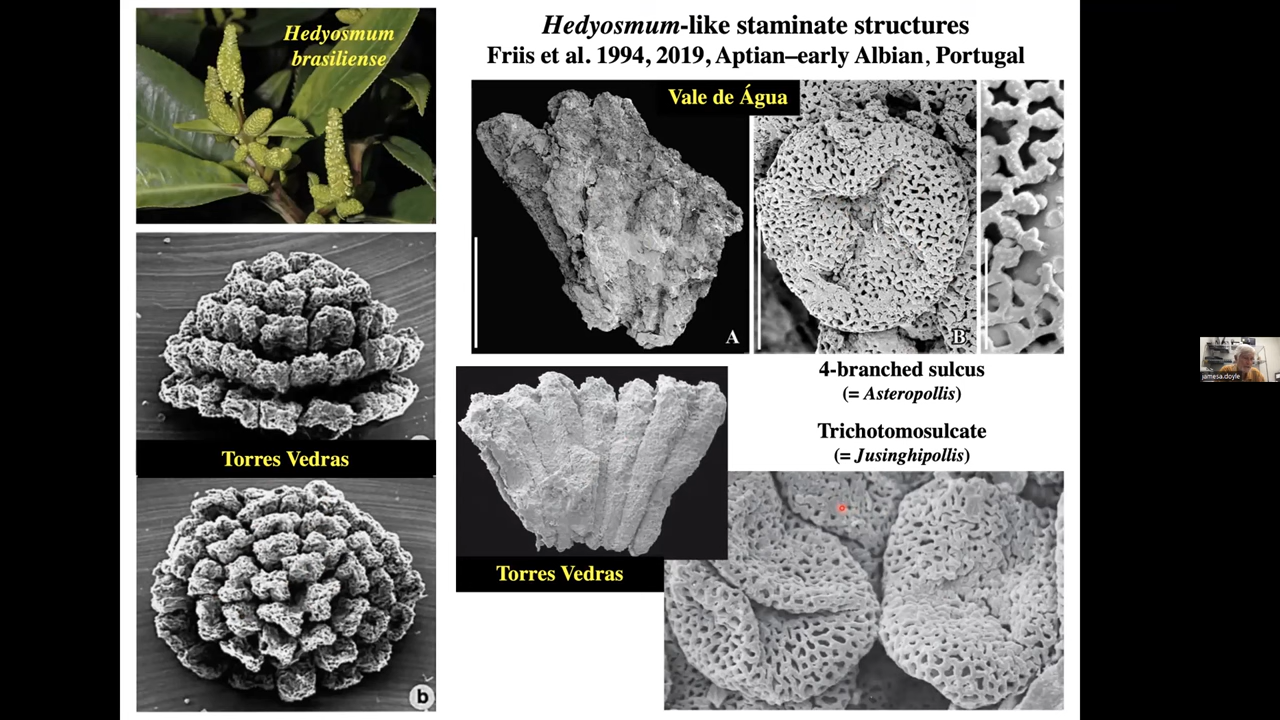 Hedyosmum-like staminate structures
Friis et al. 1994, 2019, Aptian–early Albian, Portugal
Hedyosmum
brasiliense
Vale de Água
A
B
4-branched sulcus
(= Asteropollis)
Trichotomosulcate
(= Jusinghipollis)
Torres Vedras
Torres Vedras
b
jamesa.doyle